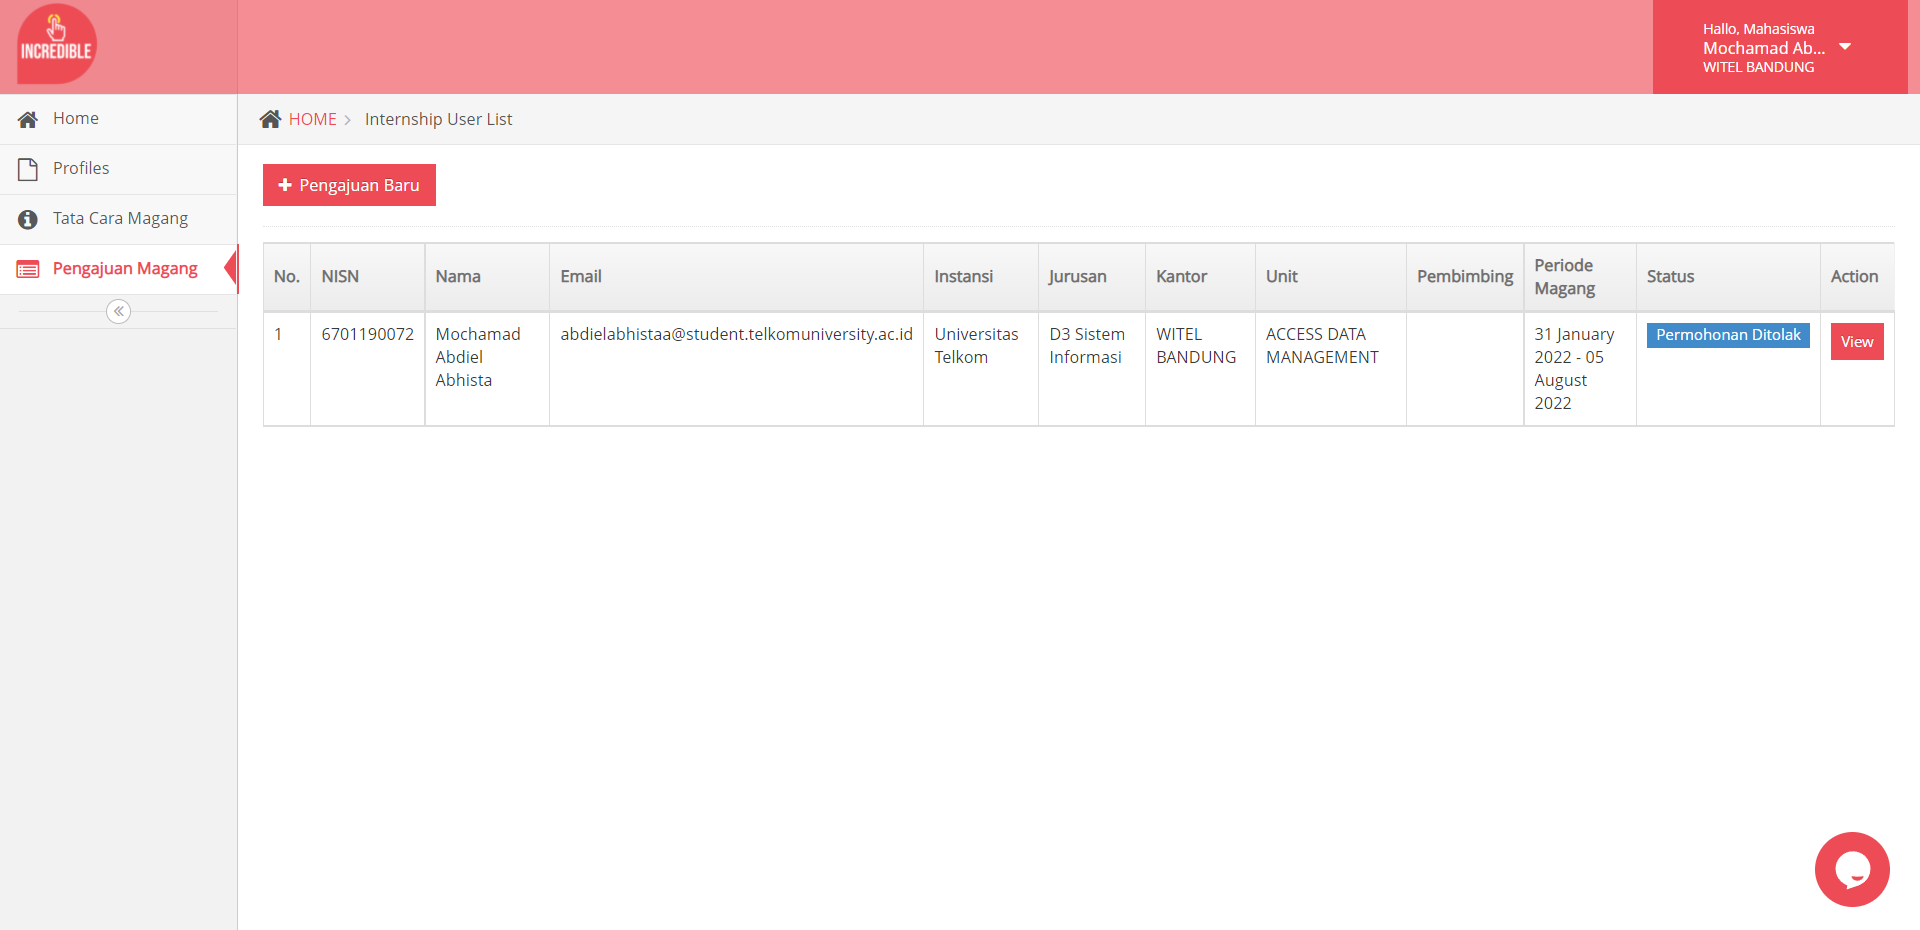 INCREDIBLE
Hallo, Mahasiswa
Mochamad Ab...
WITEL BANDUNG
Home
Profiles
Tata Cara Magang
Pengajuan Magang
HOME
Internship User List
Pengajuan Baru
No.
NISN
Nama
Email
Instansi
Jurusan
Kantor
Unit
Pembimbing
Periode
Magang
Status
Action
1
6701190072
Mochamad
Abdiel
Abhista
abdielabhistaa@student.telkomuniversity.ac.id
Universitas
Telkom
D3 Sistem
Informasi
WITEL
BANDUNG
ACCESS DATA
MANAGEMENT
31 January
2022 - 05
August
2022
Permohonan Ditolak
View